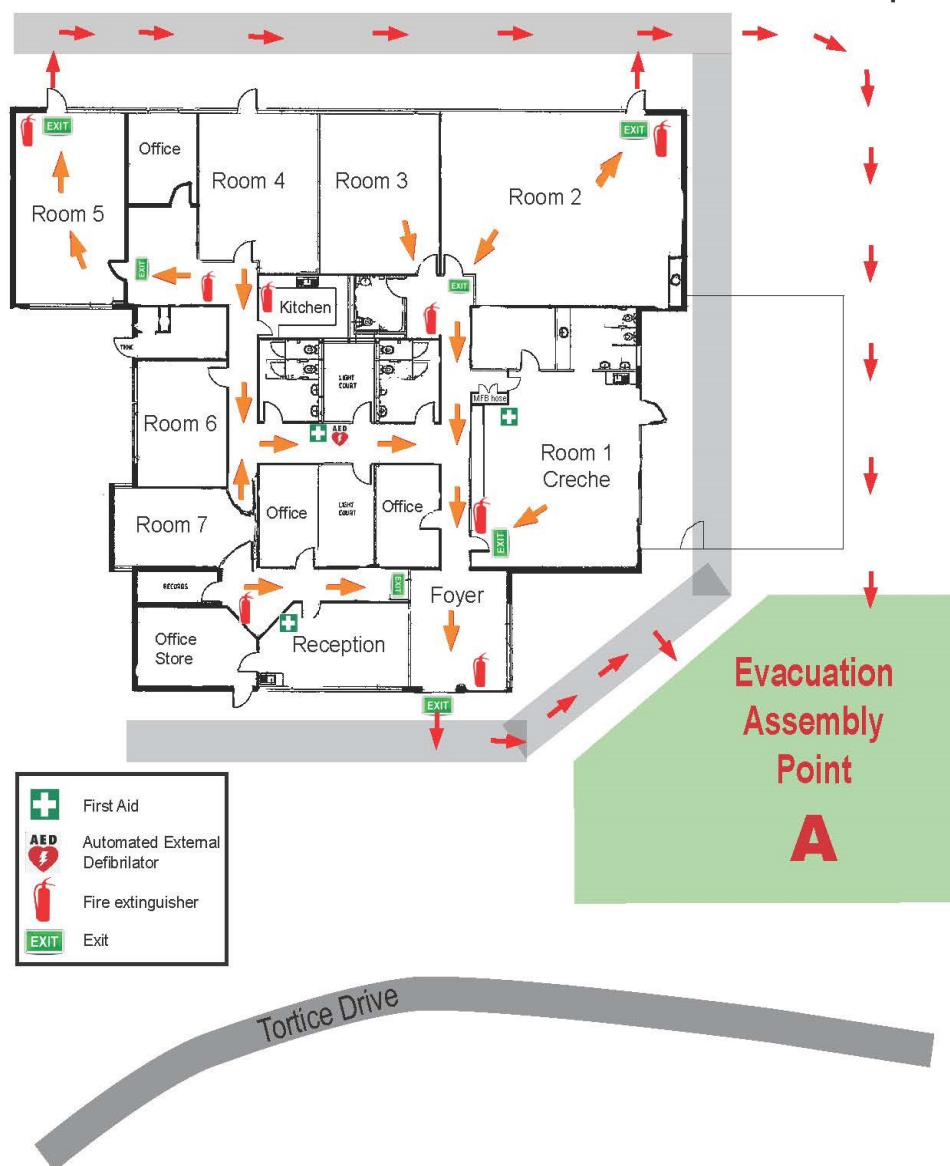 EXIT
EXIT
Office
Room 4
Room 3
Room 2
Room 5
EXIT
EXIT
Kitchen
LIGHT
COURT
MFB hose
Room 6
AED
Room 1
Creche
Room 7
Office
LIGHT
COURT
Office
EXIT
RECORDS
EXIT
Foyer
Office
Store
Reception
EXIT
Evacuation
Assembly
Point
A
First Aid
AED
Automated External
Defibrilator
Fire extinguisher
EXIT
Exit
Tortice Drive